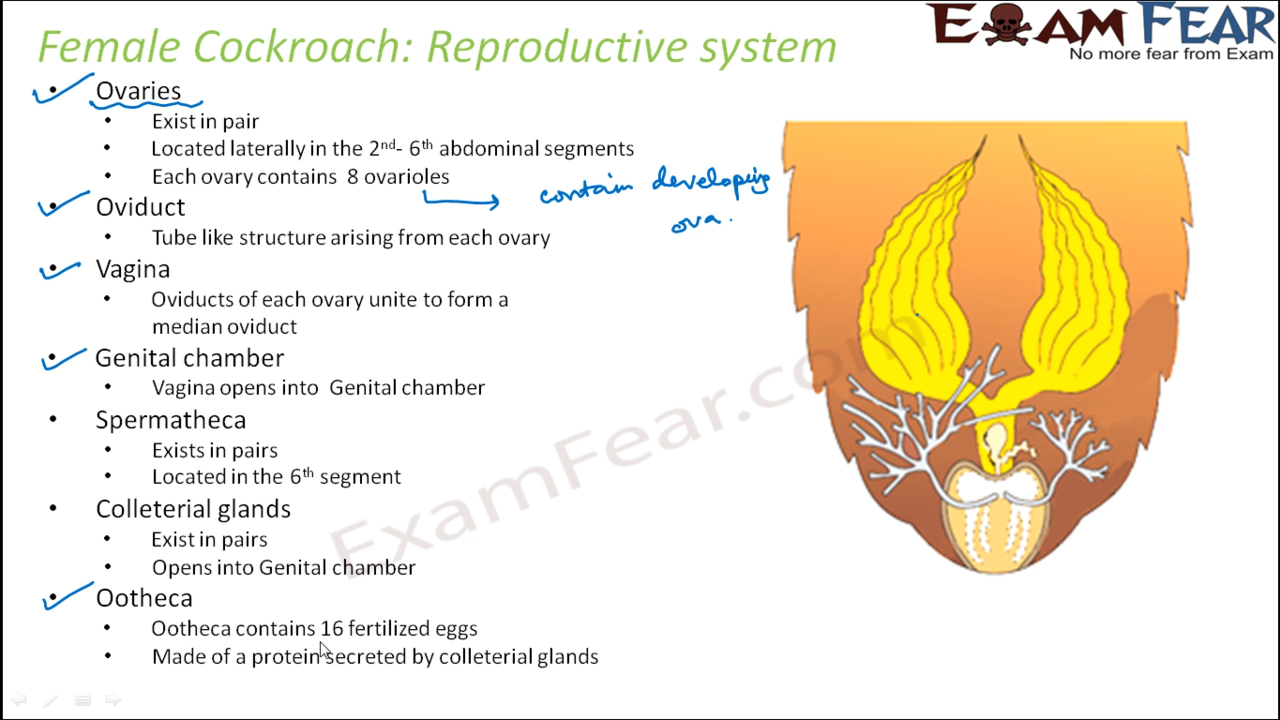 Female Cockroach: Reproductive system
EXAM FEAR
No more fear from Exam
• Ovaries
• Exist in pair
• Located laterally in the 2nd- 6th abdominal segments
• Each ovary contains 8 ovarioles
contain developing
ova.
• Oviduct
• Tube like structure arising from each ovary
• Vagina
• Oviducts of each ovary unite to form a
median oviduct
• Genital chamber
• Vagina opens into Genital chamber
• Spermatheca
• Exists in pairs
• Located in the 6th segment
• Colleterial glands
• Exist in pairs
• Opens into Genital chamber
• Ootheca
• Ootheca contains 16 fertilized eggs
• Made of a protein secreted by colleterial glands
ExamFear.com